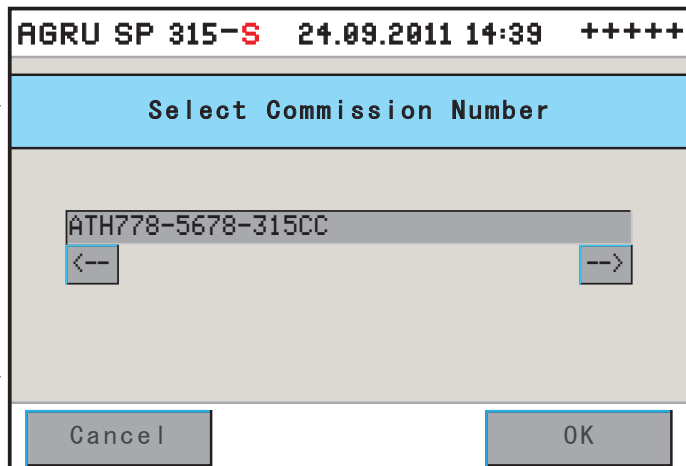 AGRU SP 315-S 24.09.2011 14:39 +++++
Select Commission Number
ATH778-5678-315CC
<-- -->
Cancel OK